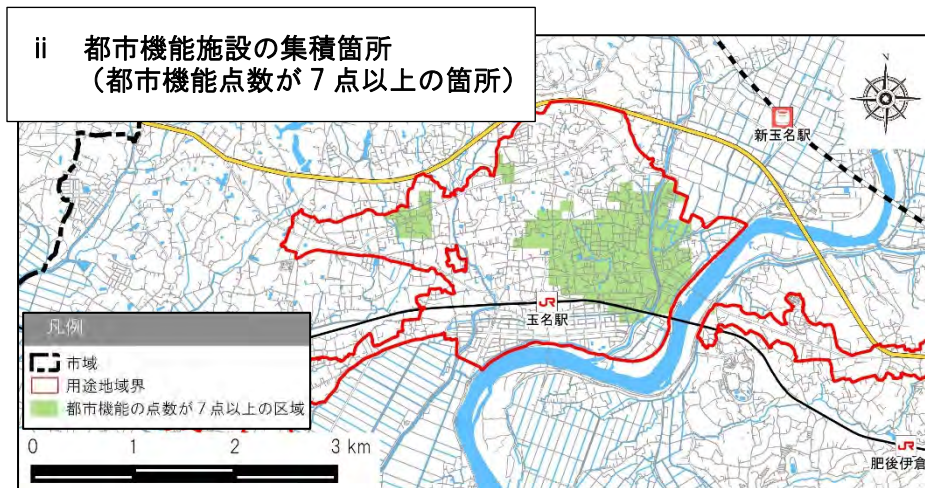 ⅱ 都市機能施設の集積箇所
（都市機能点数が７点以上の箇所）
N
新玉名駅
JR
玉名駅
凡例
市域
用途地域界
都市機能の点数が７点以上の区域
0 1 2 3 km
JR
肥後伊倉